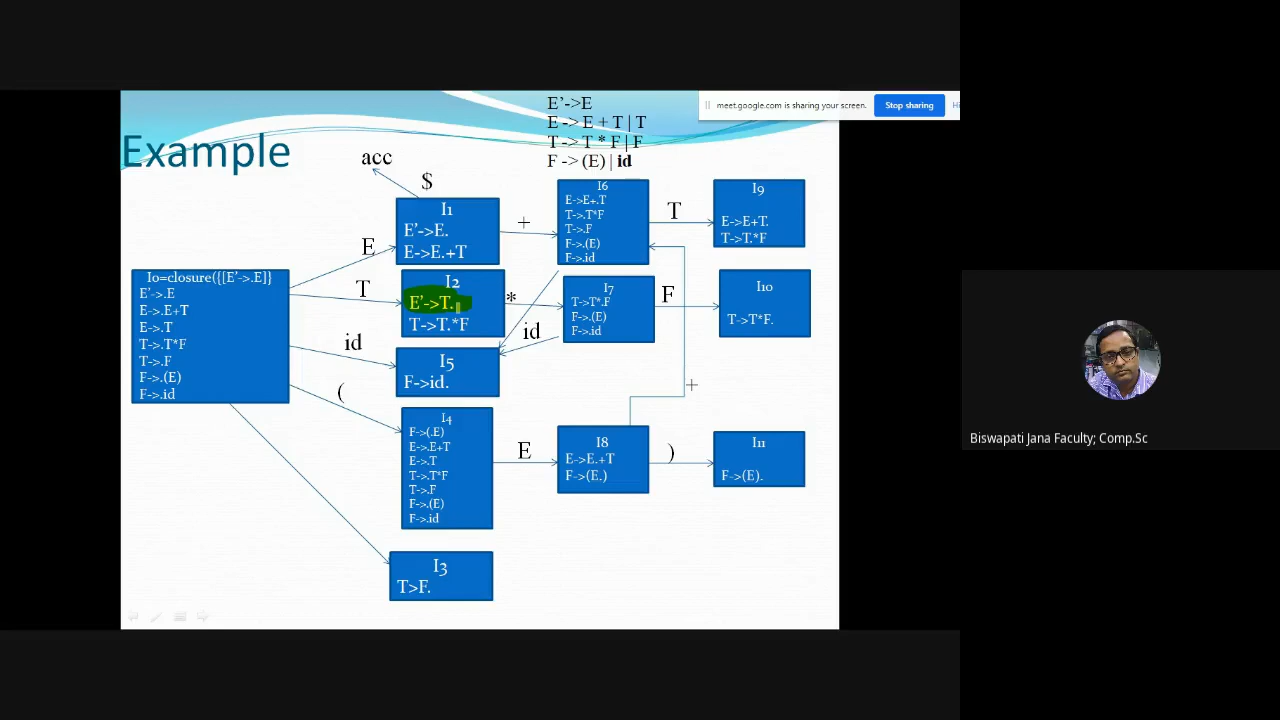 E'->E
E -> E + T | T
T -> T * F | F
F -> (E) | id
meet.google.com is sharing your screen.
Stop sharing
Hi
Example
acc
$
I0=closure({[E'->.E]}
E'->.E
E->.E+T
E->.T
T->.T*F
T->.F
F->.(E)
F->.id
E
T
id
(
I1
E'->E.
E->E.+T
I2
E'->T.
T->T.*F
I5
F->id.
I4
F->(.E)
E->.E+T
E->.T
T->.T*F
T->.F
F->.(E)
F->.id
I3
T>F.
+
*
id
E
I6
E->E+.T
T->.T*F
T->.F
F->.(E)
F->.id
I7
T->T*.F
F->.(E)
F->.id
I8
E->E.+T
F->(E.)
T
F
+
)
I9
E->E+T.
T->T.*F
I10
T->T*F.
I11
F->(E).
Biswapati Jana Faculty; Comp.Sc